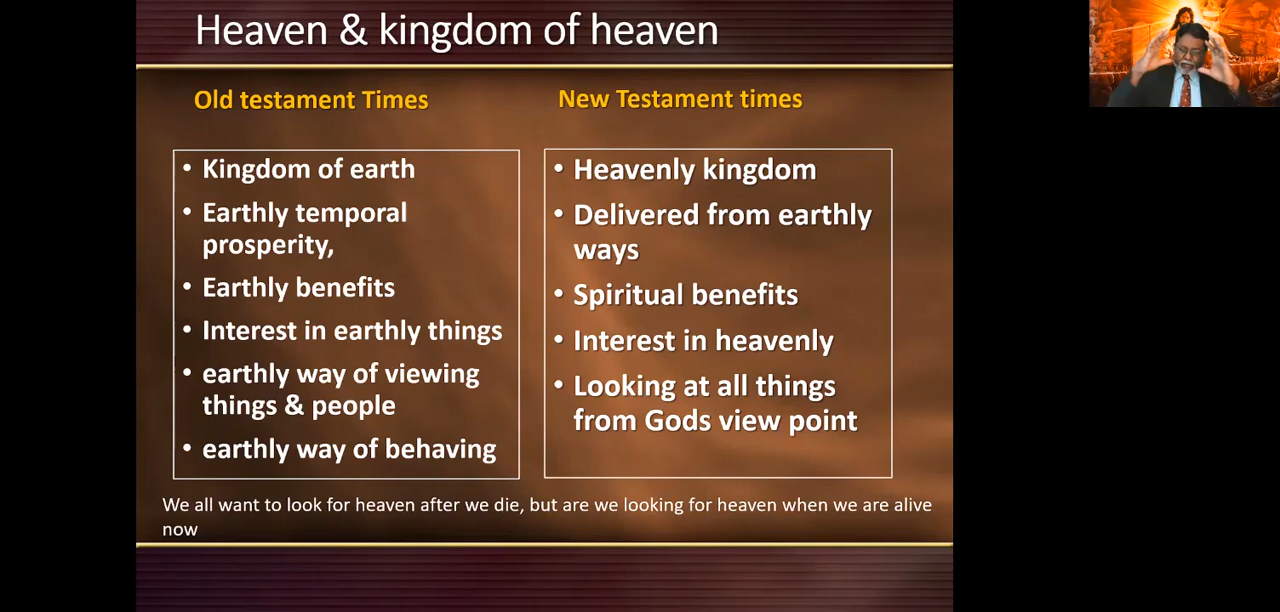 Heaven & kingdom of heaven
Old testament Times
• Kingdom of earth
• Earthly temporal
prosperity,
• Earthly benefits
• Interest in earthly things
• earthly way of viewing
things & people
• earthly way of behaving
New Testament times
• Heavenly kingdom
• Delivered from earthly
ways
• Spiritual benefits
• Interest in heavenly
• Looking at all things
from Gods view point
We all want to look for heaven after we die, but are we looking for heaven when we are alive
now